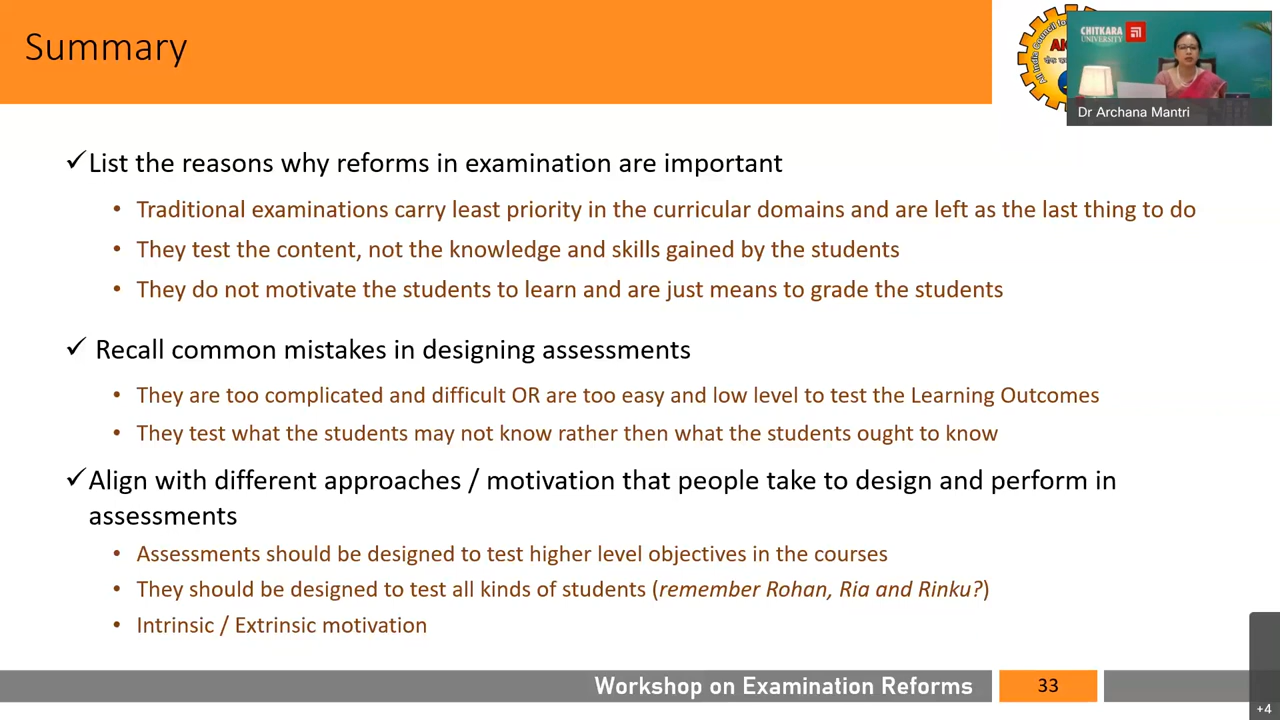 Summary
CHITKARA
UNIVERSITY
All India Council for
Dr Archana Mantri
✓List the reasons why reforms in examination are important
• Traditional examinations carry least priority in the curricular domains and are left as the last thing to do
• They test the content, not the knowledge and skills gained by the students
• They do not motivate the students to learn and are just means to grade the students
✓ Recall common mistakes in designing assessments
• They are too complicated and difficult OR are too easy and low level to test the Learning Outcomes
• They test what the students may not know rather then what the students ought to know
✓Align with different approaches / motivation that people take to design and perform in
assessments
• Assessments should be designed to test higher level objectives in the courses
• They should be designed to test all kinds of students (remember Rohan, Ria and Rinku?)
• Intrinsic / Extrinsic motivation
Workshop on Examination Reforms
33
+4